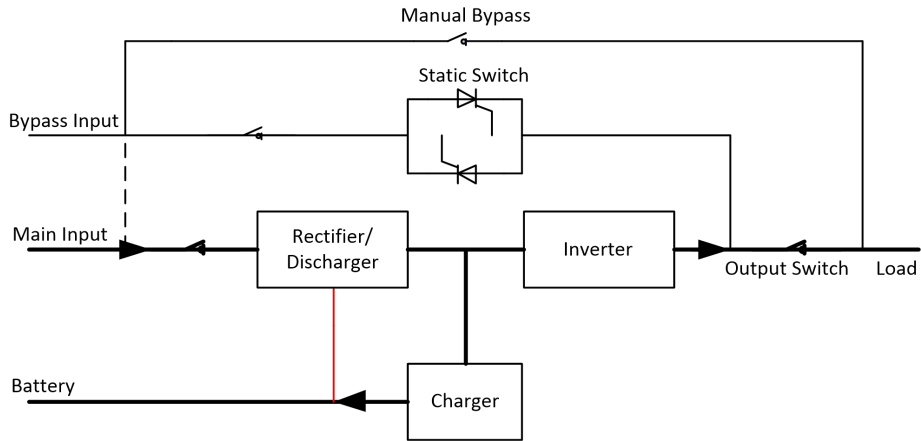 Manual Bypass
Static Switch
Bypass Input
Main Input
Rectifier/
Discharger
Inverter
Output Switch
Load
Battery
Charger